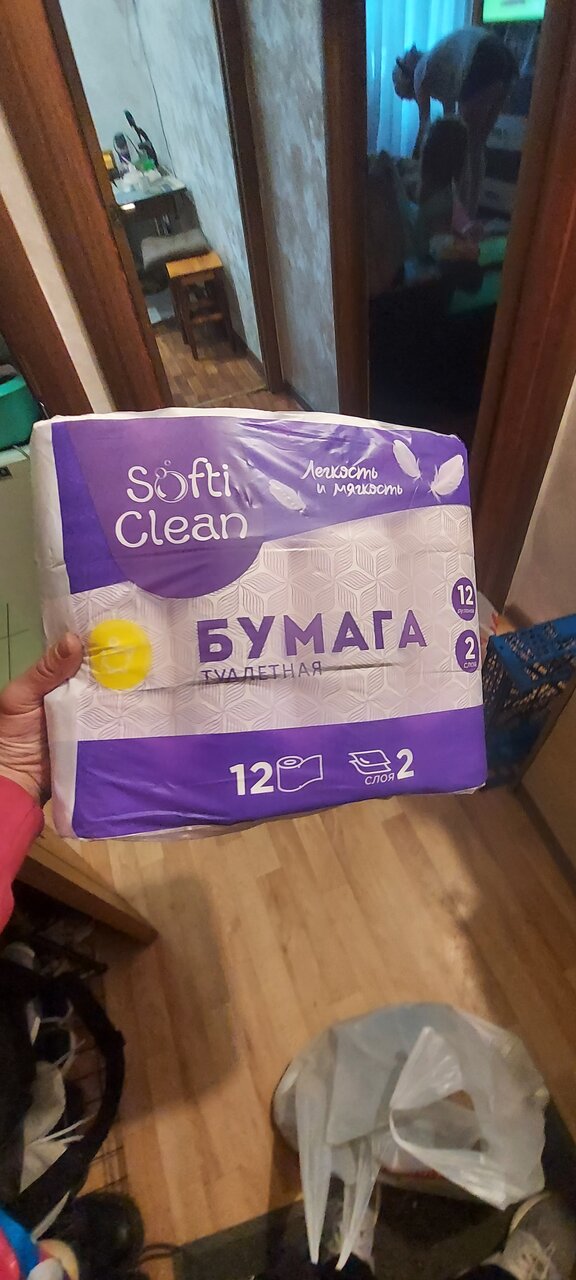 Softi
Clean
Легкость
и мягкость
12
рулонов
2
слоя
БУМАГА
ТУАЛЕТНАЯ
12
СЛОЯ 2